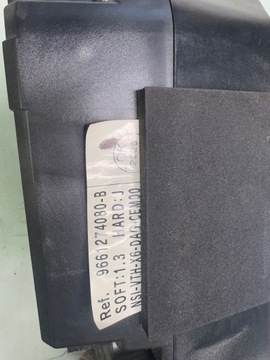 Ref. 9661274080-B
SOFT:1.3 HARD:J
NSI-VTH-X6-DAG:CEM00